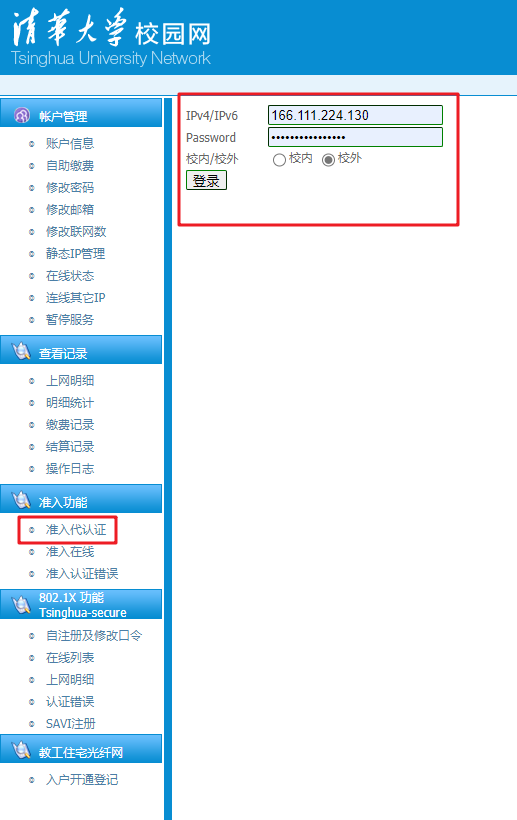 清华大学校园网
Tsinghua University Network
帐户管理
账户信息
自助缴费
修改密码
修改邮箱
修改联网数
静态IP管理
在线状态
连线其它IP
暂停服务
查看记录
上网明细
明细统计
缴费记录
结算记录
操作日志
准入功能
准入代认证
准入在线
准入认证错误
802.1X 功能
Tsinghua-secure
自注册及修改口令
在线列表
上网明细
认证错误
SAVI注册
教工住宅光纤网
入户开通登记
IPv4/IPv6 166.111.224.130
Password ••••••••••••••••
校内/校外 校内 校外
登录